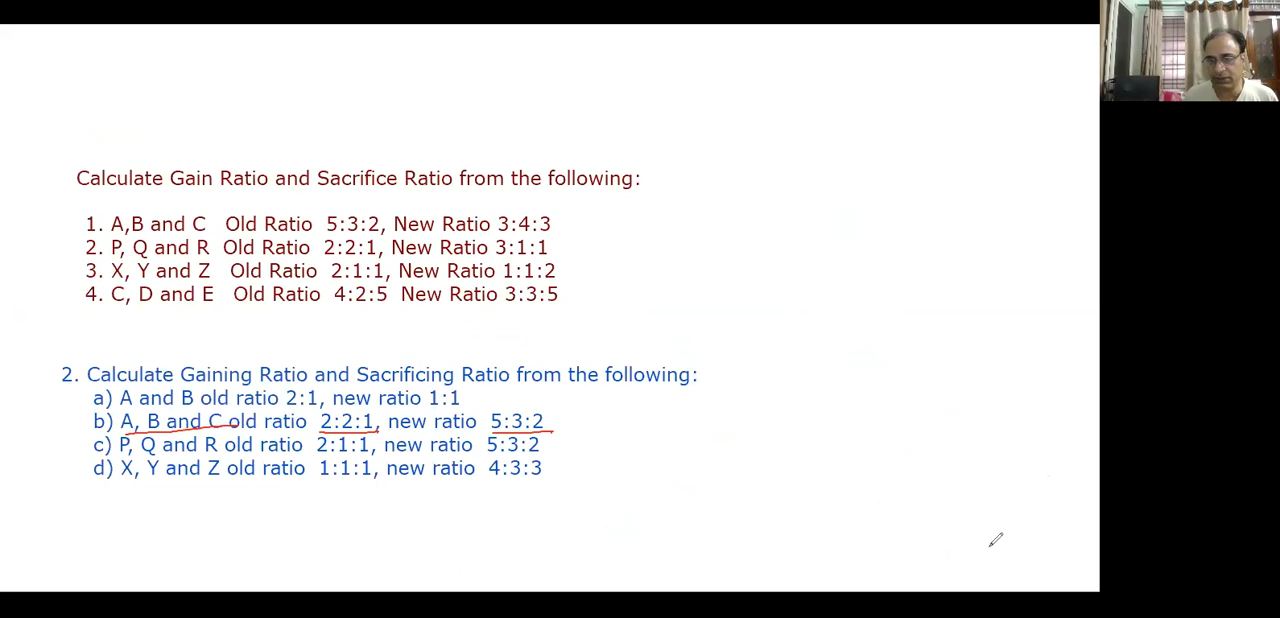 Calculate Gain Ratio and Sacrifice Ratio from the following:
1. A,B and C Old Ratio 5:3:2, New Ratio 3:4:3
2. P, Q and R Old Ratio 2:2:1, New Ratio 3:1:1
3. X, Y and Z Old Ratio 2:1:1, New Ratio 1:1:2
4. C, D and E Old Ratio 4:2:5 New Ratio 3:3:5
2. Calculate Gaining Ratio and Sacrificing Ratio from the following:
a) A and B old ratio 2:1, new ratio 1:1
b) A, B and C old ratio 2:2:1, new ratio 5:3:2
c) P, Q and R old ratio 2:1:1, new ratio 5:3:2
d) X, Y and Z old ratio 1:1:1, new ratio 4:3:3